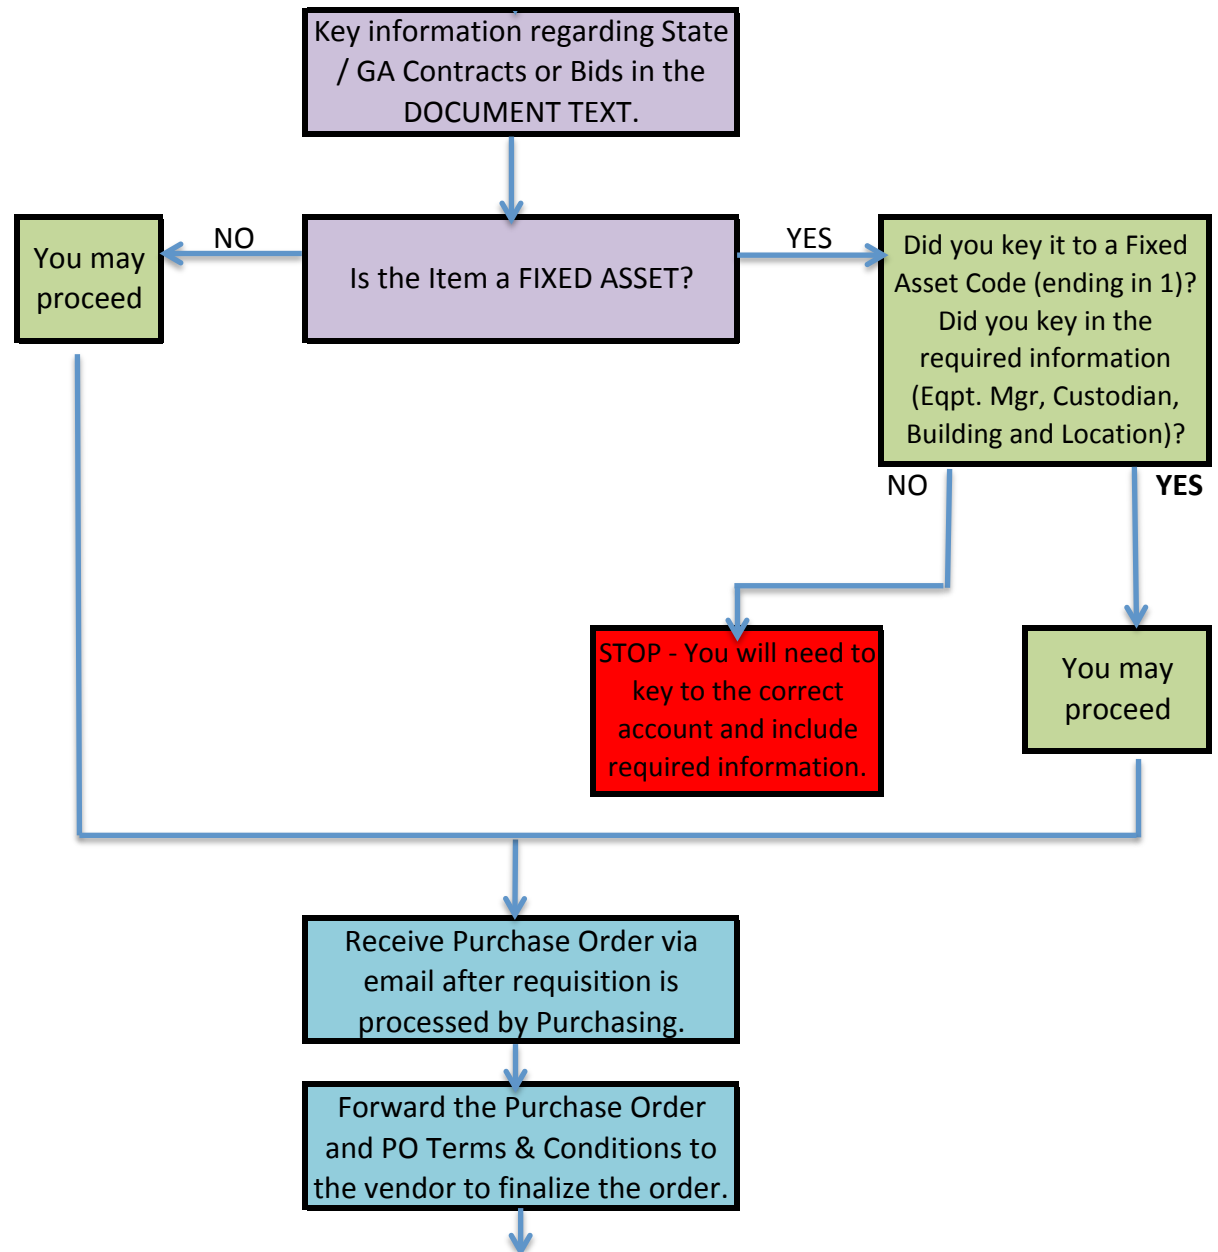 Key information regarding State
/ GA Contracts or Bids in the
DOCUMENT TEXT.
NO
YES
You may
proceed
Is the Item a FIXED ASSET?
Did you key it to a Fixed
Asset Code (ending in 1)?
Did you key in the
required information
(Eqpt. Mgr, Custodian,
Building and Location)?
NO
YES
STOP - You will need to
key to the correct
account and include
required information.
You may
proceed
Receive Purchase Order via
email after requisition is
processed by Purchasing.
Forward the Purchase Order
and PO Terms & Conditions to
the vendor to finalize the order.